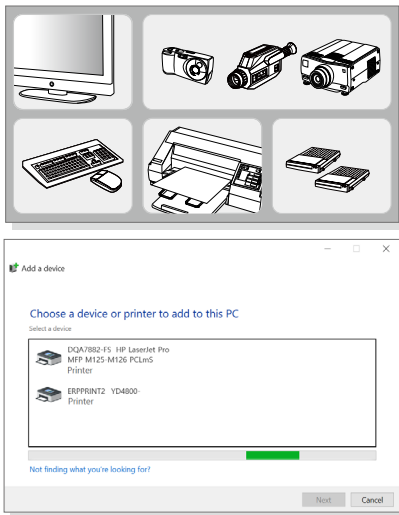 Add a device
Choose a device or printer to add to this PC
Select a device
DQA7882-F5 HP LaserJet Pro
MFP M125-M126 PCLmS
Printer
ERPPRINT2 YD4800-
Printer
Not finding what you're looking for?
Next
Cancel